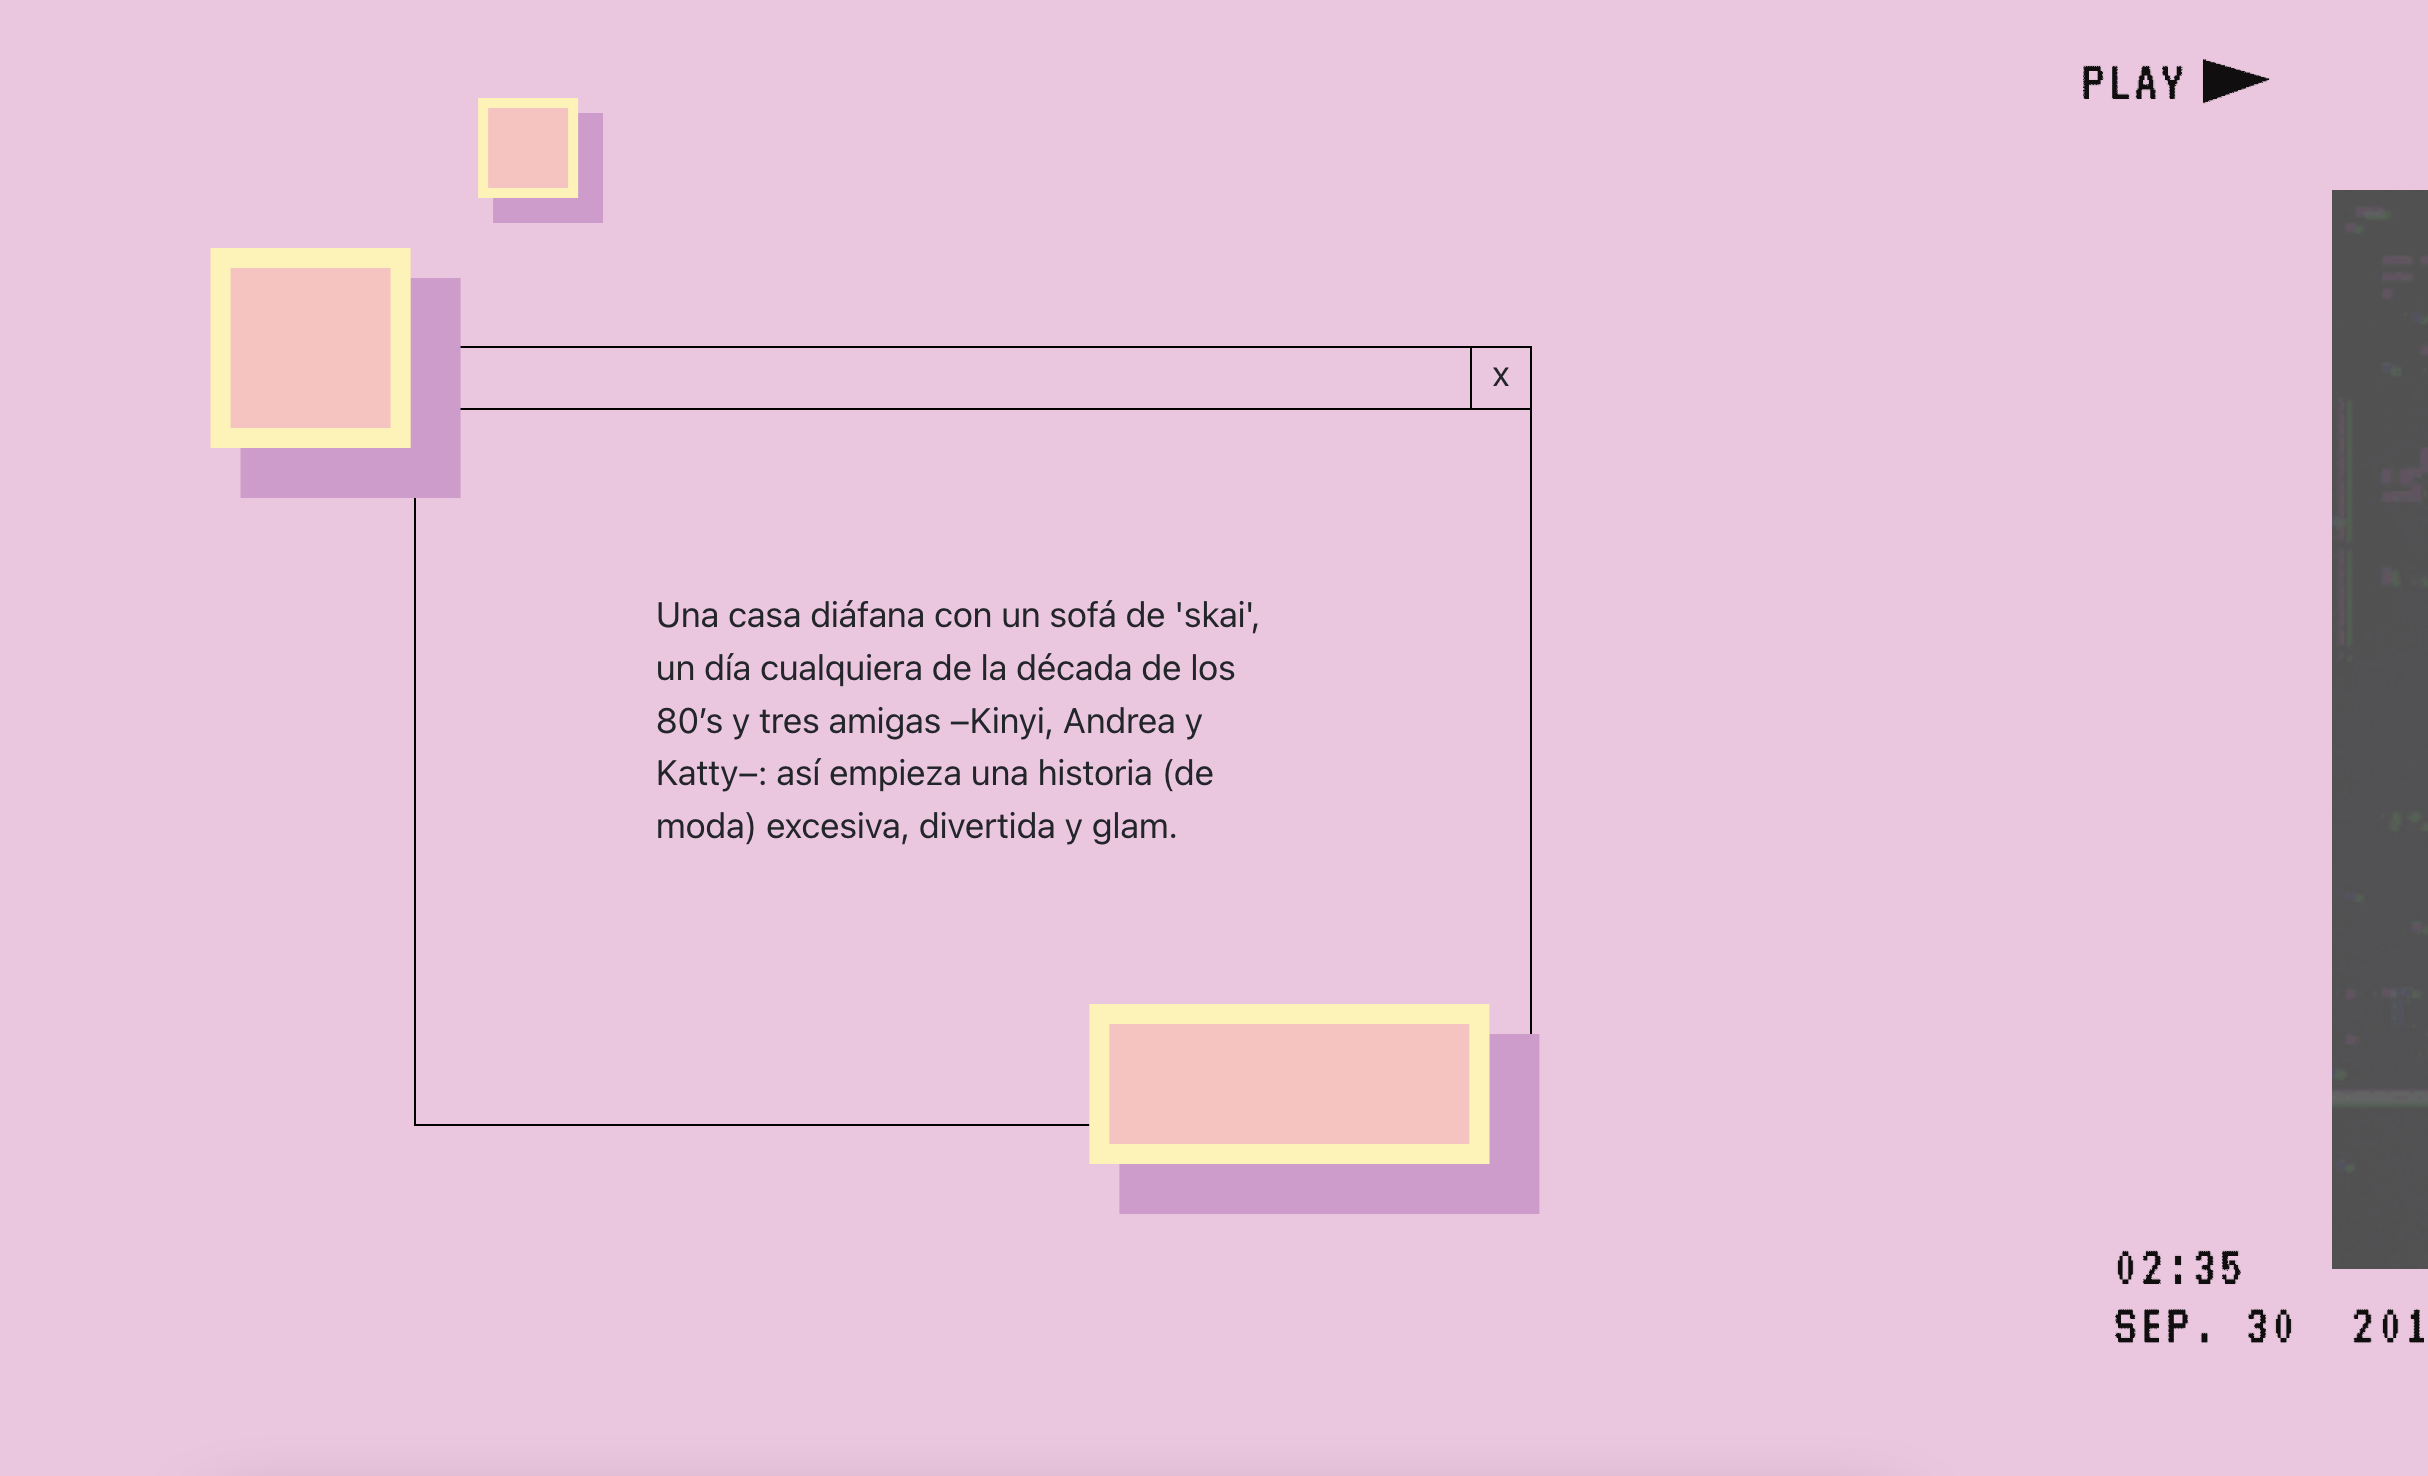 PLAY
X
Una casa diáfana con un sofá de 'skai',
un día cualquiera de la década de los
80’s y tres amigas –Kinyi, Andrea y
Katty–: así empieza una historia (de
moda) excesiva, divertida y glam.
02:35
SEP. 30 201